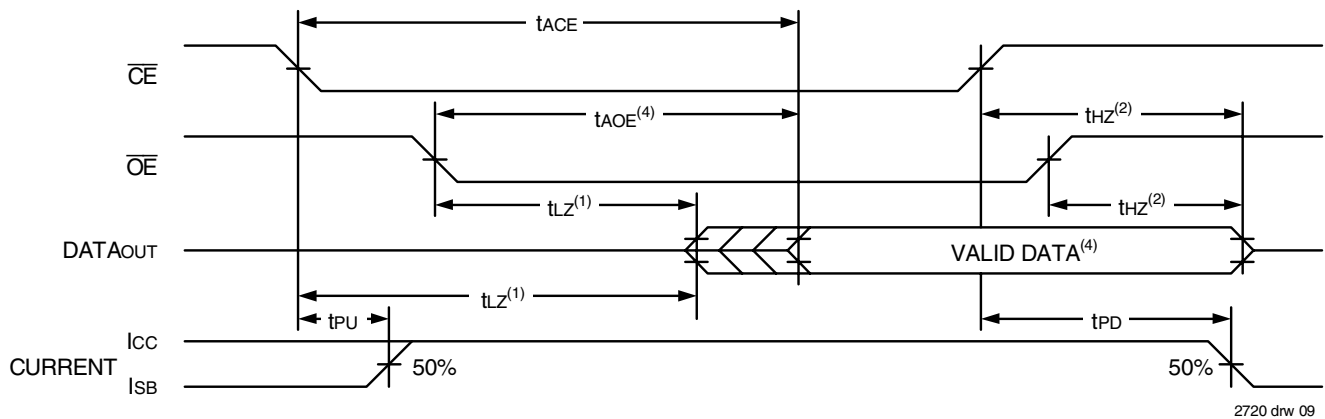 tACE
CE
tAOE(4)
tHZ(2)
OE
tLZ(1)
tHZ(2)
DATAOUT
VALID DATA(4)
tLZ(1)
tPU
tPD
ICC
CURRENT
50%
50%
ISB
2720 drw 09